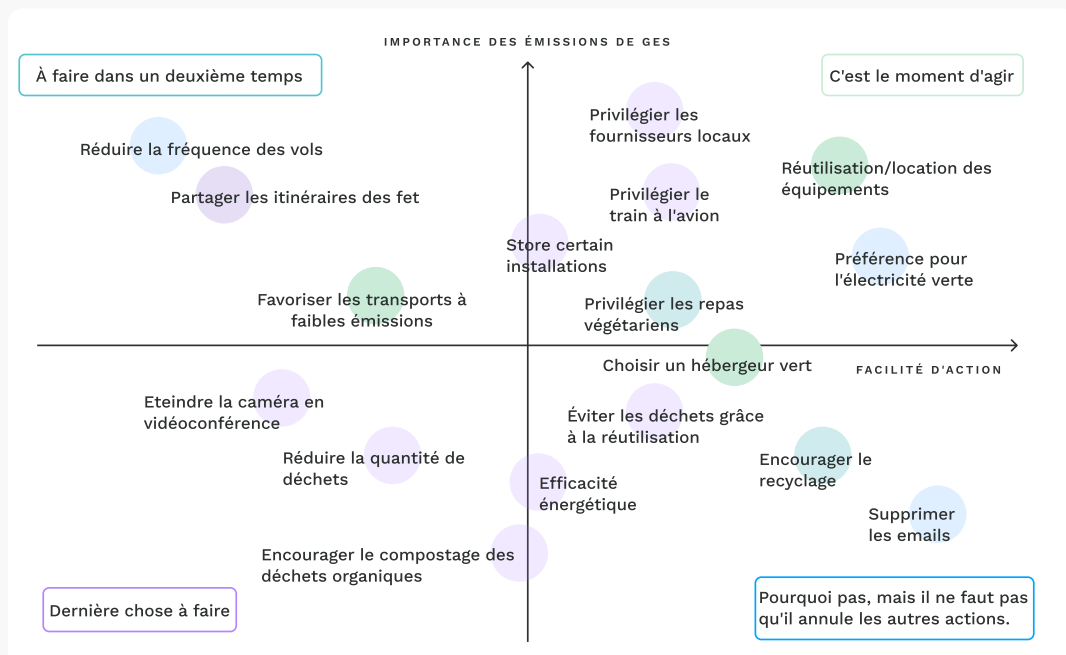 IMPORTANCE DES ÉMISSIONS DE GES
À faire dans un deuxième temps
C'est le moment d'agir
Privilégier les
fournisseurs locaux
Réduire la fréquence des vols
Réutilisation/location des
équipements
Partager les itinéraires des fet
Privilégier le
train à l'avion
Store certain
installations
Préférence pour
l'électricité verte
Favoriser les transports à
faibles émissions
Privilégier les repas
végétariens
Choisir un hébergeur vert
FACILITÉ D'ACTION
Eteindre la caméra en
vidéoconférence
Éviter les déchets grâce
à la réutilisation
Réduire la quantité de
déchets
Encourager le
recyclage
Efficacité
énergétique
Supprimer
les emails
Encourager le compostage des
déchets organiques
Dernière chose à faire
Pourquoi pas, mais il ne faut pas
qu'il annule les autres actions.